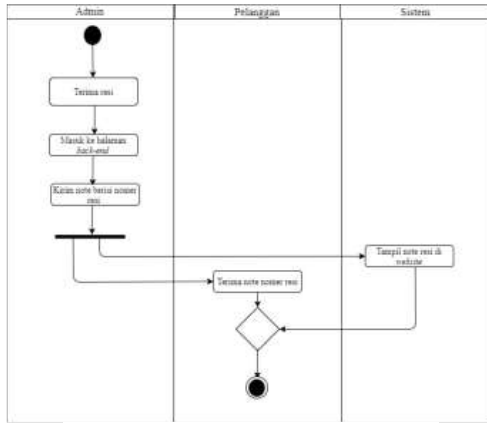 Admin
Pelanggan
Sistem
Terima resi
Masuk ke halaman
back-end
Kirim note berisi nomer
resi
Tampil note resi di
website
Terima note nomer resi